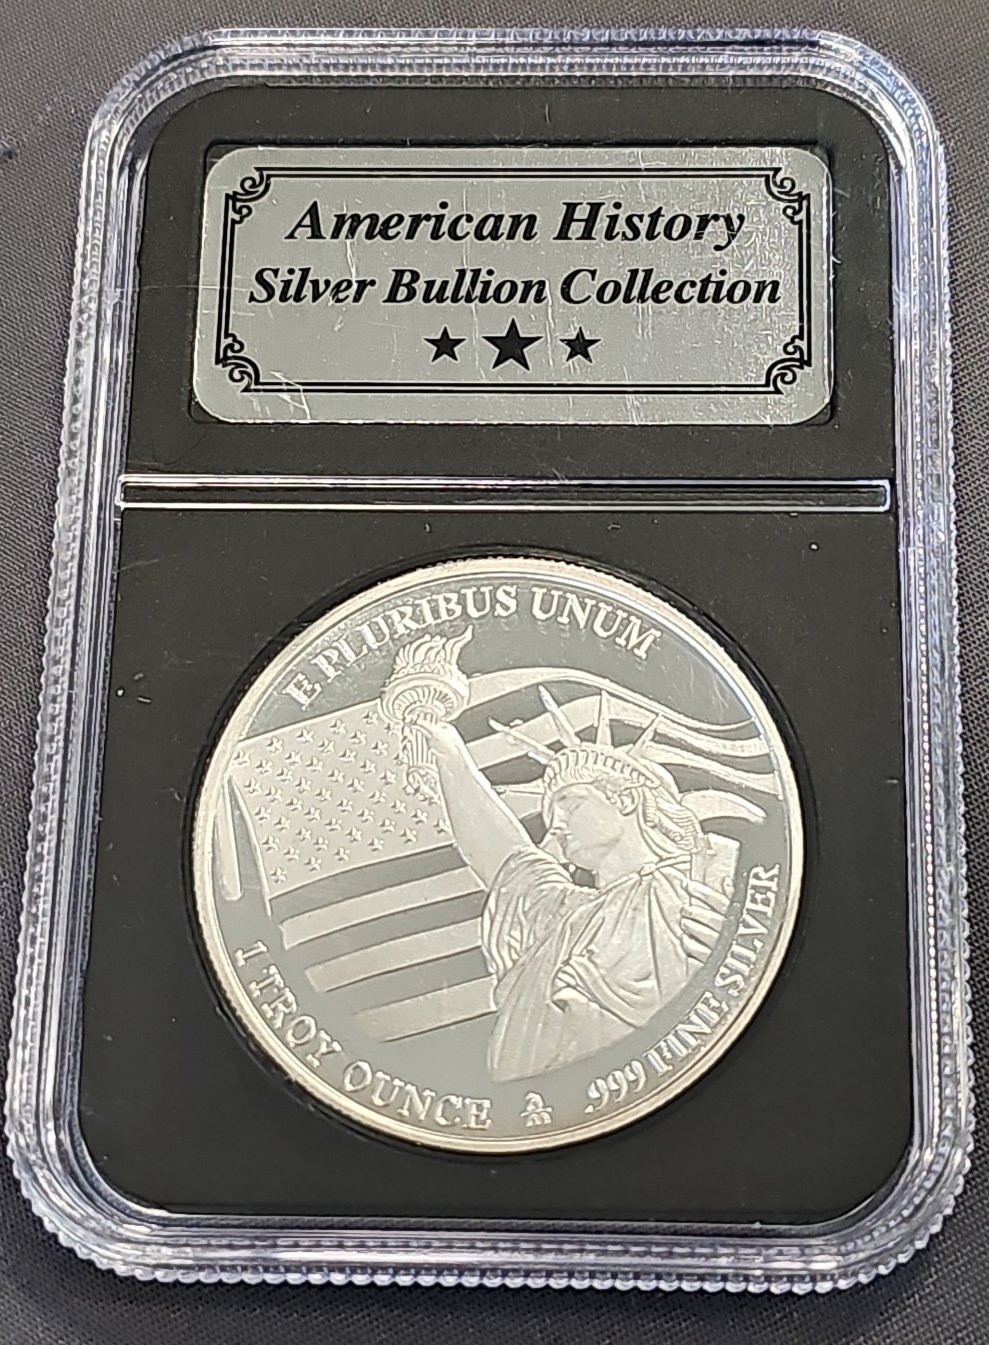 American History
Silver Bullion Collection
E PLURIBUS UNUM
1 TROY OUNCE
.999 FINE SILVER